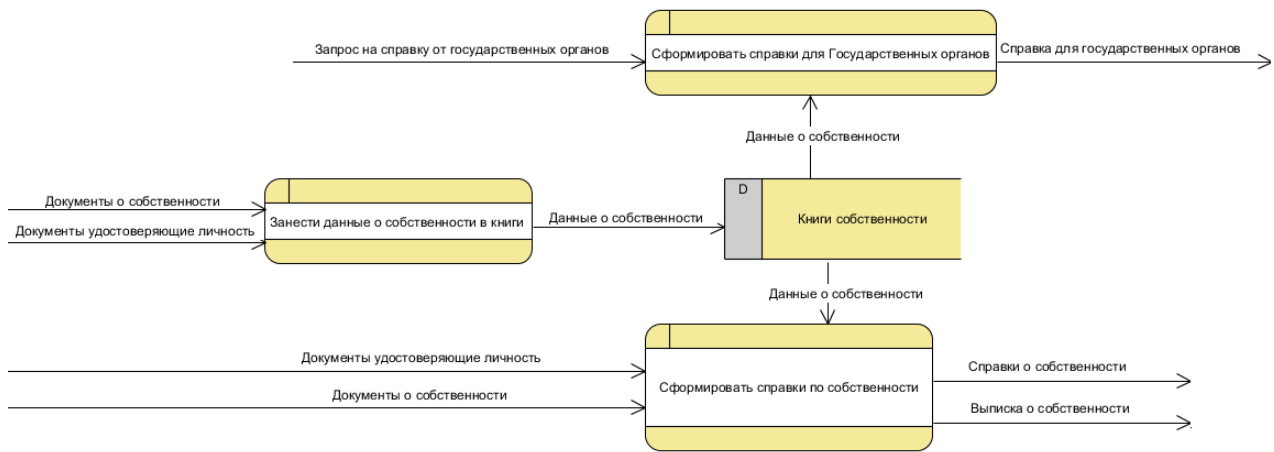 Запрос на справку от государственных органов
Сформировать справки для Государственных органов
Справка для государственных органов
Данные о собственности
Документы о собственности
Документы удостоверяющие личность
Занести данные о собственности в книги
Данные о собственности
D
Книги собственности
Данные о собственности
Документы удостоверяющие личность
Документы о собственности
Сформировать справки по собственности
Справки о собственности
Выписка о собственности